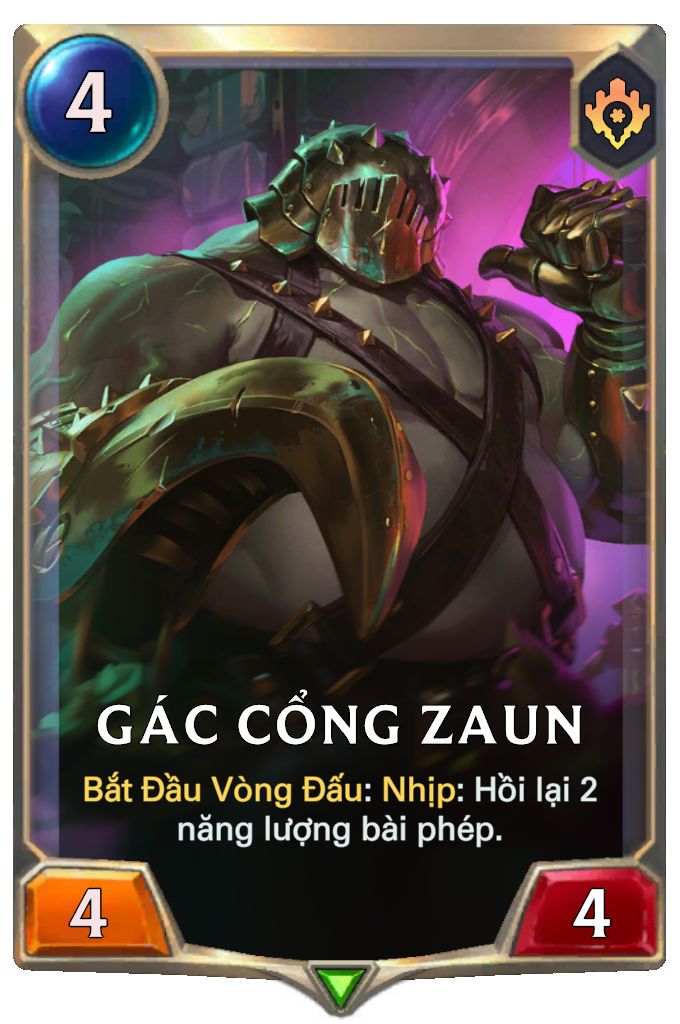 4
GÁC CỔNG ZAUN
Bắt Đầu Vòng Đấu: Nhịp: Hồi lại 2
năng lượng bài phép.
4
4